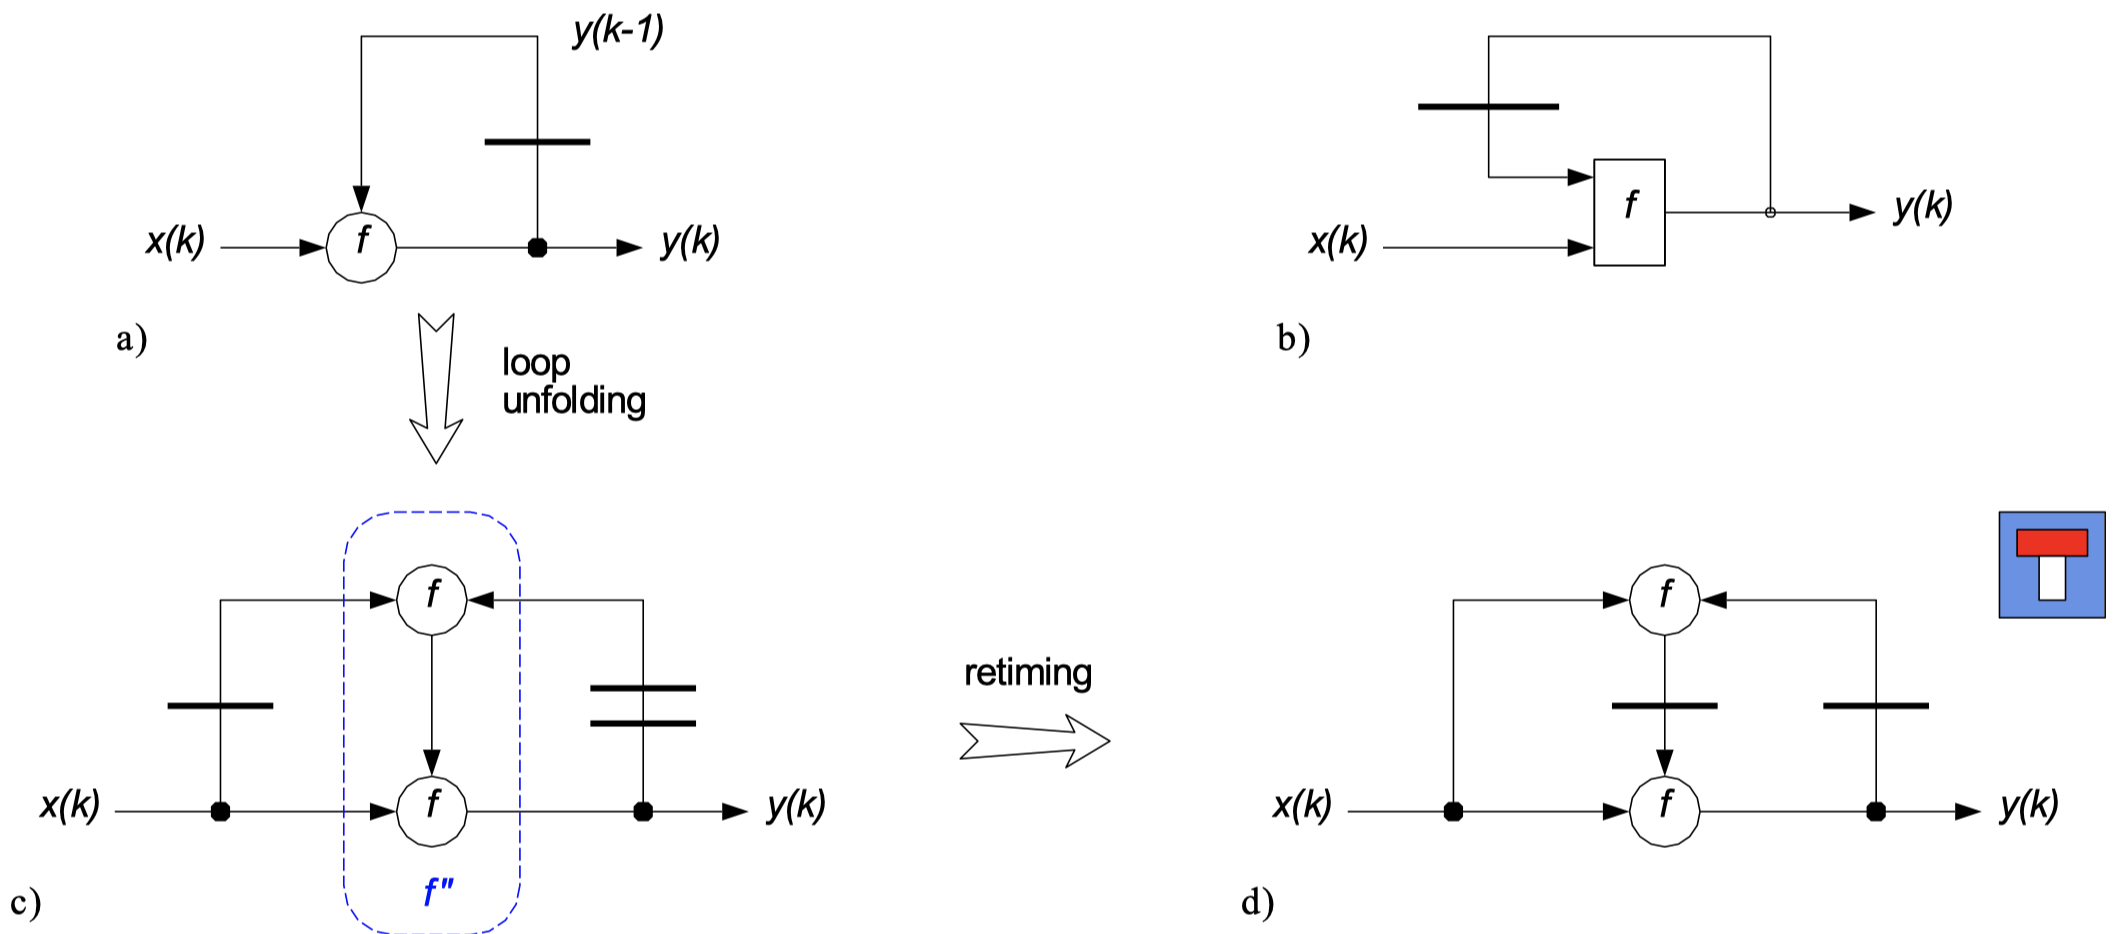 y(k-1)
x(k)
f
y(k)
a)
f
x(k)
y(k)
b)
loop
unfolding
f
x(k)
f
y(k)
f"
c)
retiming
f
x(k)
f
y(k)
d)